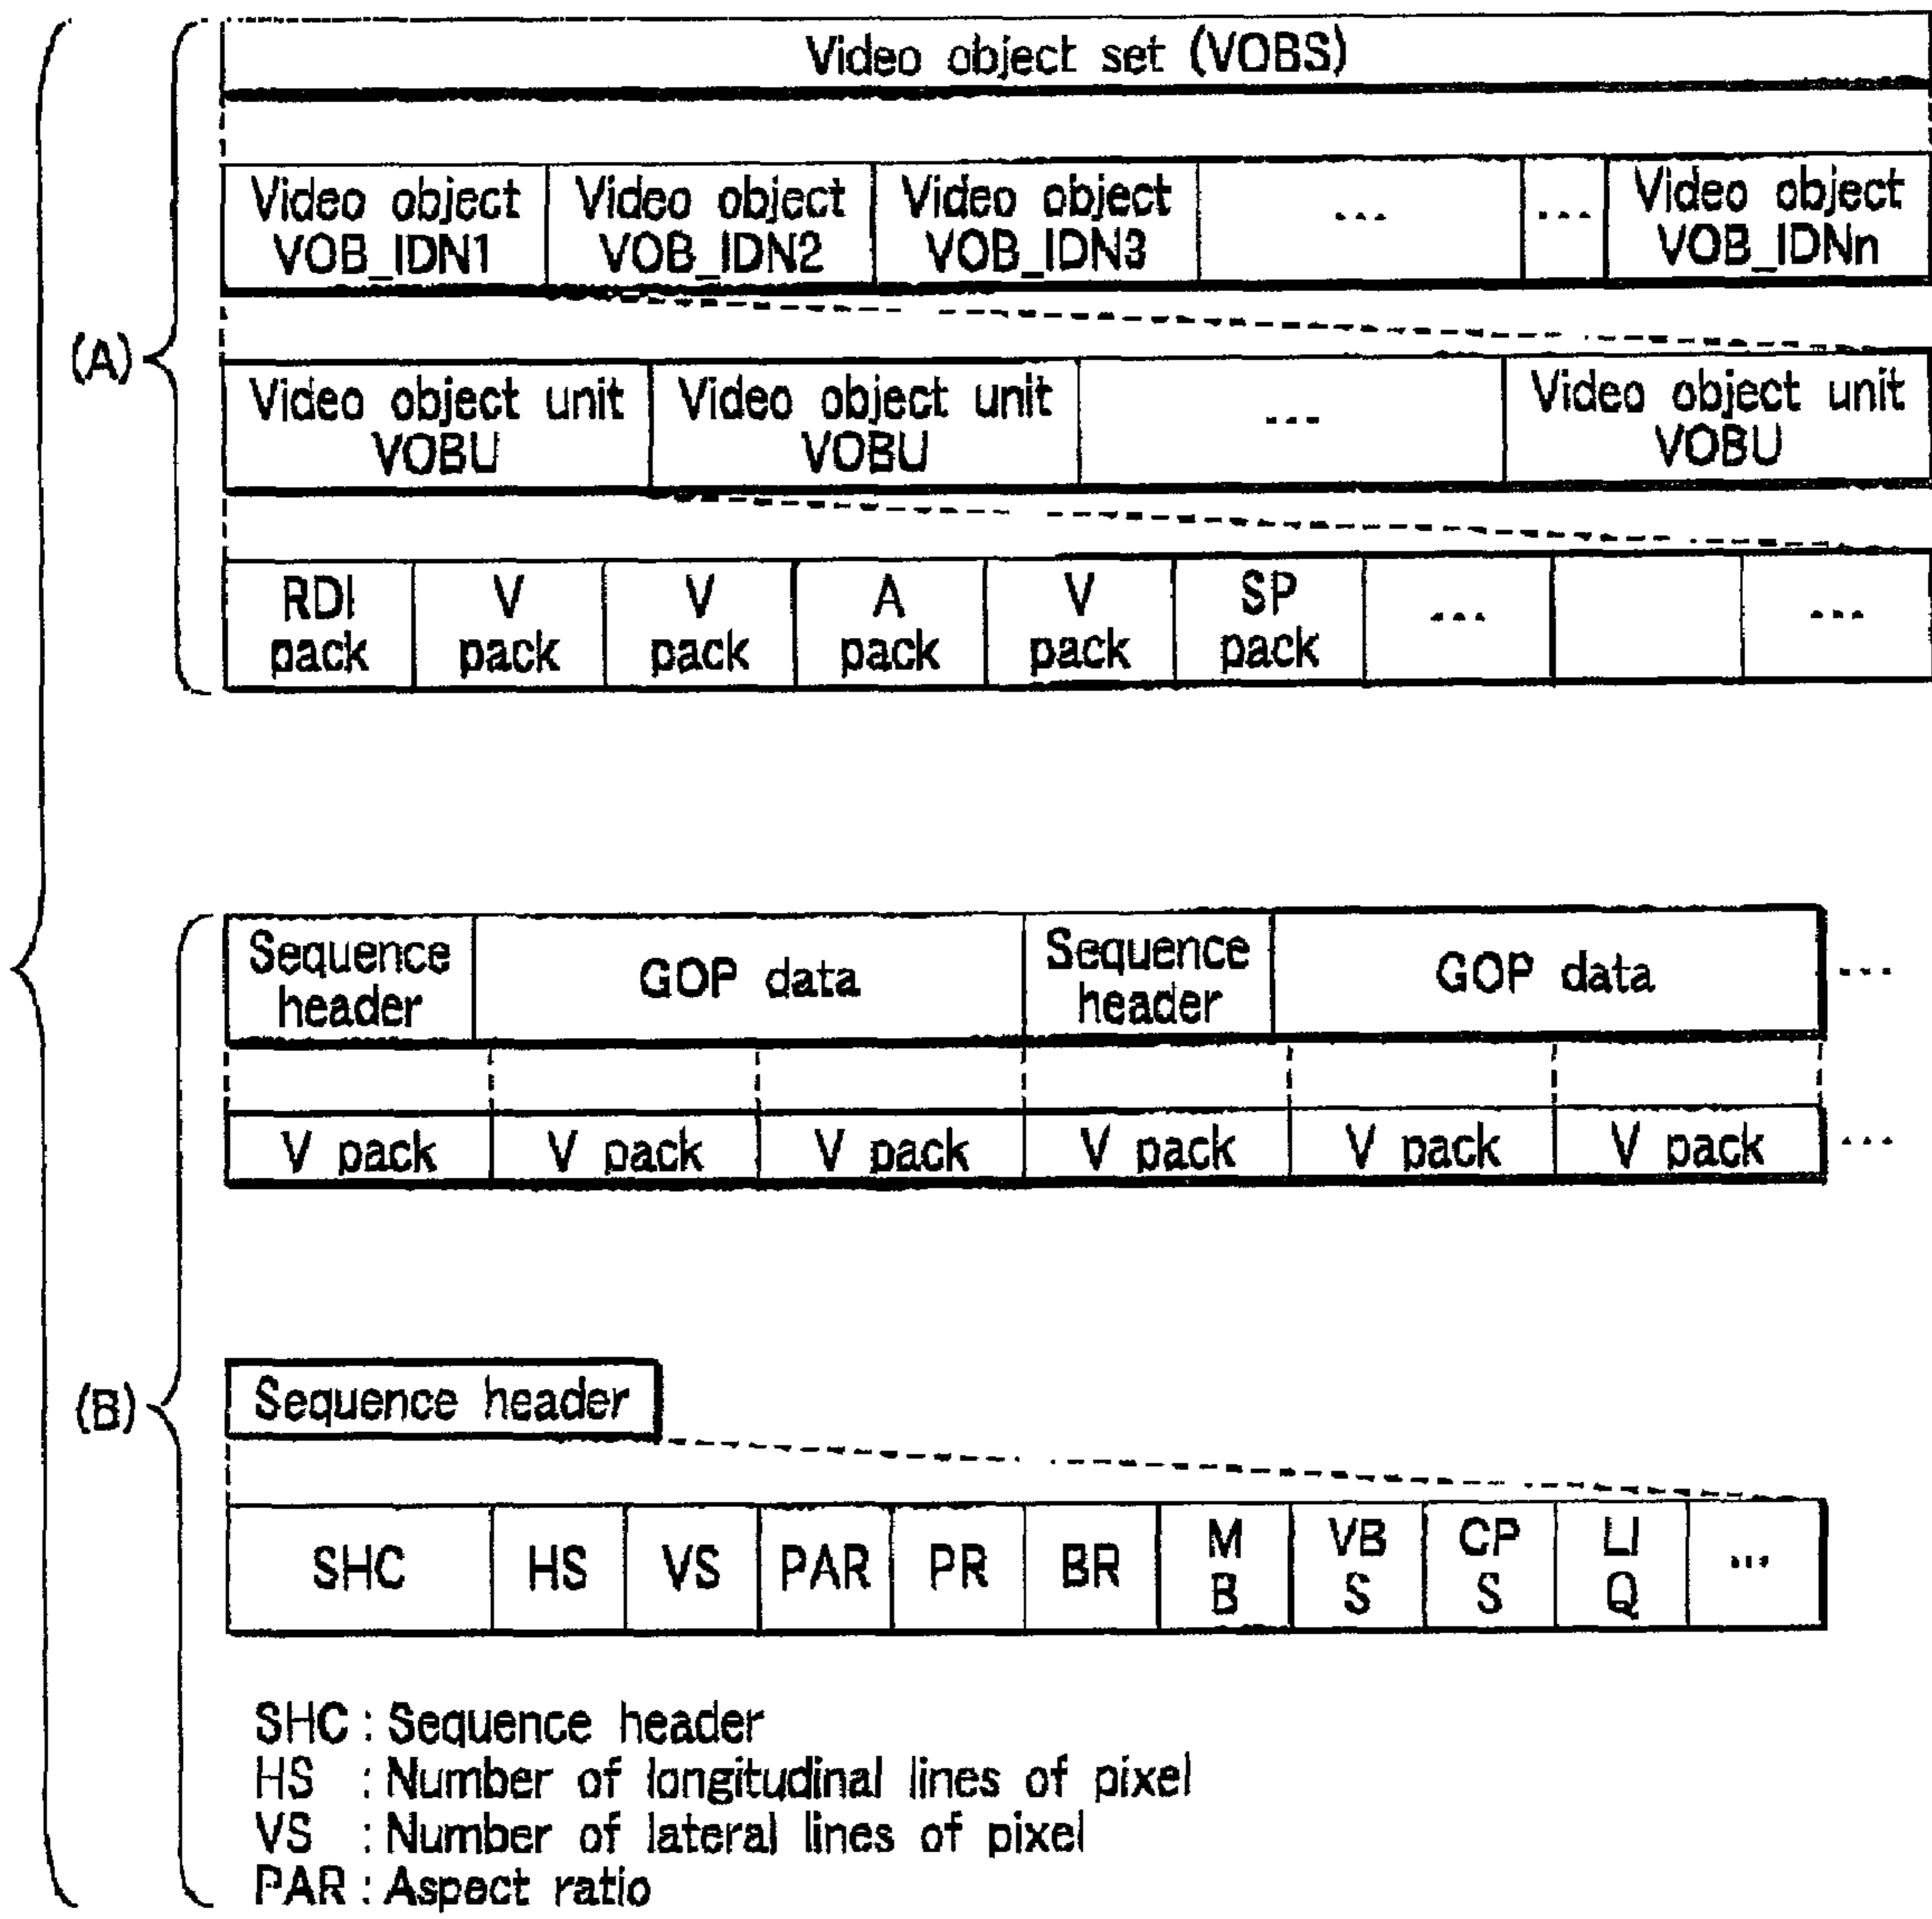 Video object set (VOBS)
Video object VOB_IDN1
Video object VOB_IDN2
Video object VOB_IDN3
...
...
Video object VOB_IDNn
(A)
Video object unit VOBU
Video object unit VOBU
...
Video object unit VOBU
RDI pack
V pack
V pack
A pack
V pack
SP pack
...
...
Sequence header
GOP data
Sequence header
GOP data
...
V pack
V pack
V pack
V pack
V pack
V pack
...
(B)
Sequence header
SHC
HS
VS
PAR
PR
BR
M B
VB S
CP S
LI Q
...
SHC : Sequence header
HS : Number of longitudinal lines of pixel
VS : Number of lateral lines of pixel
PAR : Aspect ratio